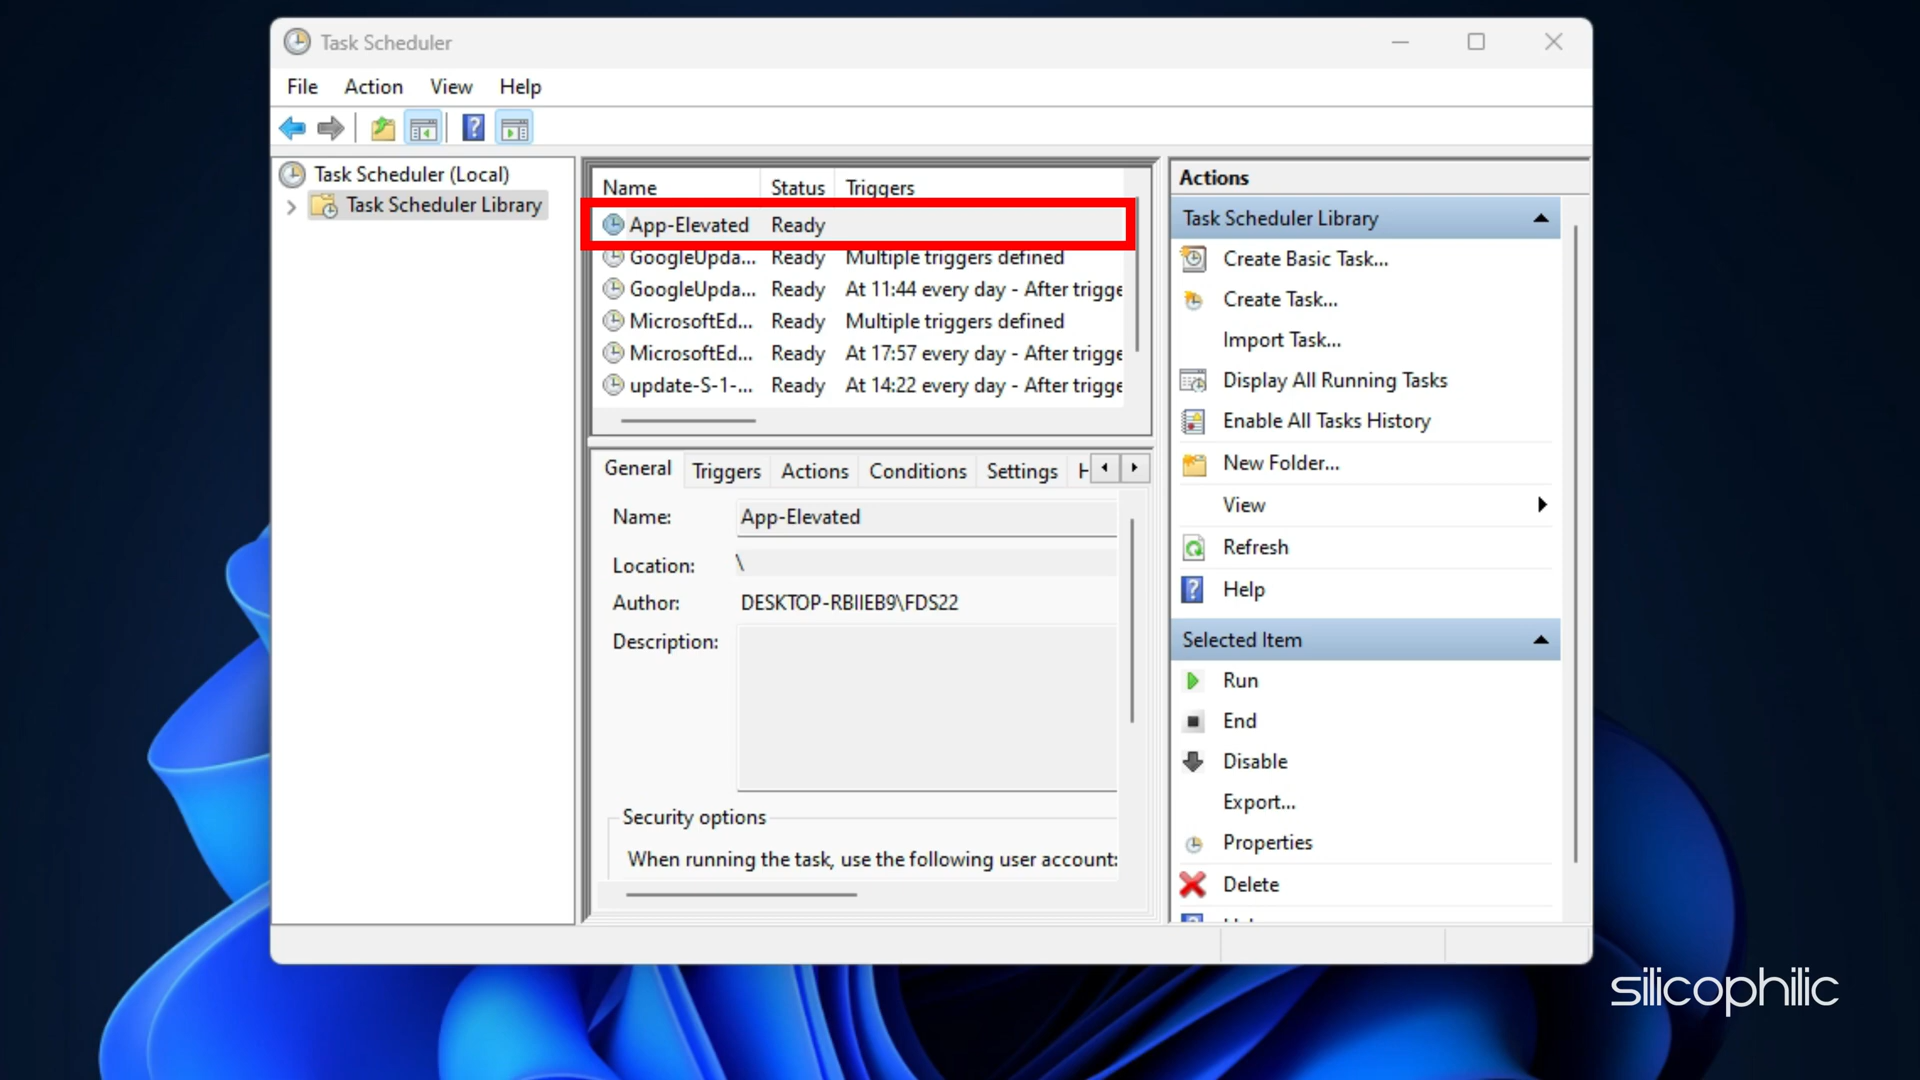 Task Scheduler
File Action View Help
Task Scheduler (Local)
Task Scheduler Library
Name Status Triggers
App-Elevated Ready
GoogleUpda... Ready Multiple triggers defined
GoogleUpda... Ready At 11:44 every day - After trigge
MicrosoftEd... Ready Multiple triggers defined
MicrosoftEd... Ready At 17:57 every day - After trigge
update-S-1-... Ready At 14:22 every day - After trigge
General Triggers Actions Conditions Settings H
Name: App-Elevated
Location: \
Author: DESKTOP-RBIIEB9\FDS22
Description:
Security options
When running the task, use the following user account:
Actions
Task Scheduler Library
Create Basic Task...
Create Task...
Import Task...
Display All Running Tasks
Enable All Tasks History
New Folder...
View
Refresh
Help
Selected Item
Run
End
Disable
Export...
Properties
Delete
silicophilic